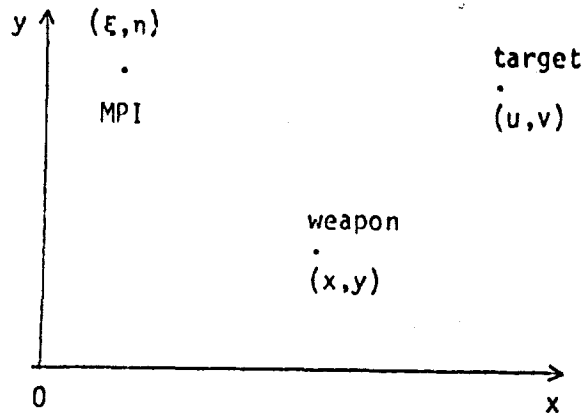 y
(ξ,n)
MPI
target
(u,v)
weapon
(x,y)
0
x